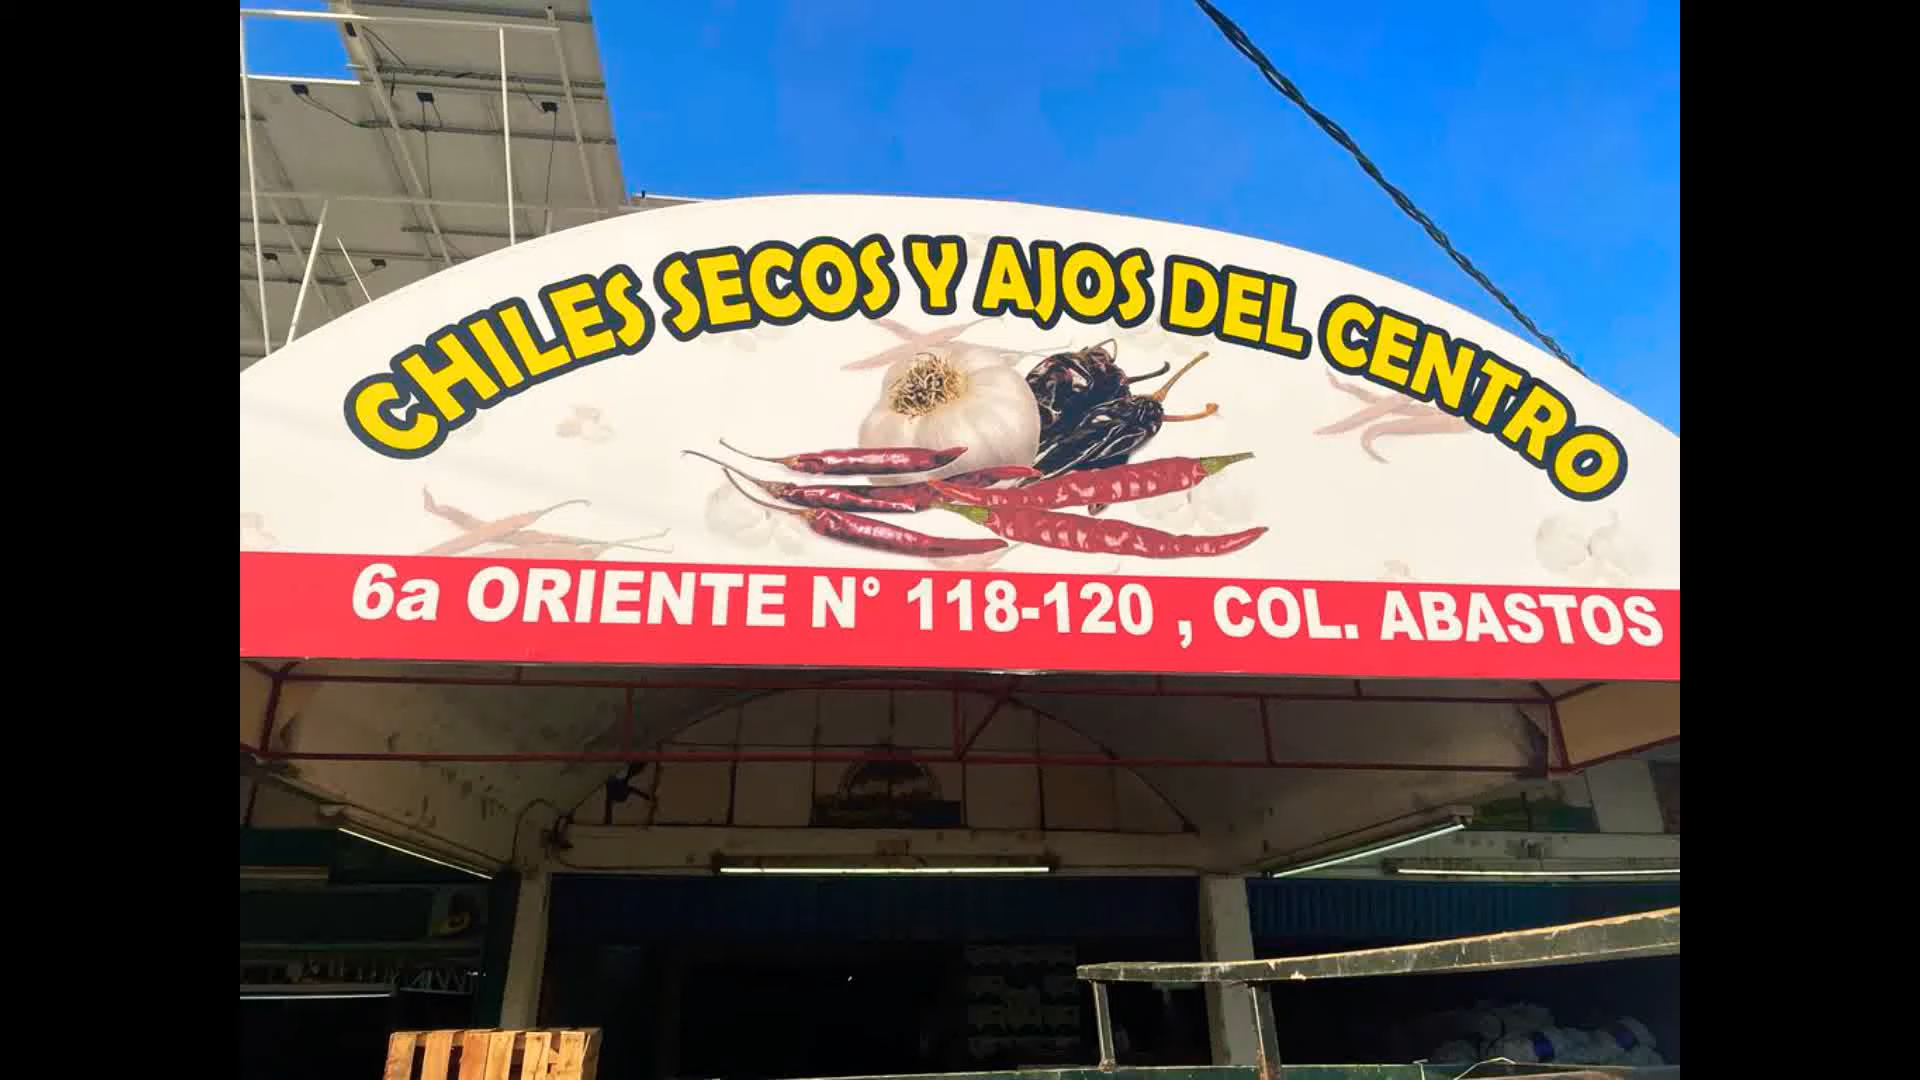 CHILES SECOS Y AJOS DEL CENTRO
6a ORIENTE N° 118-120 , COL. ABASTOS